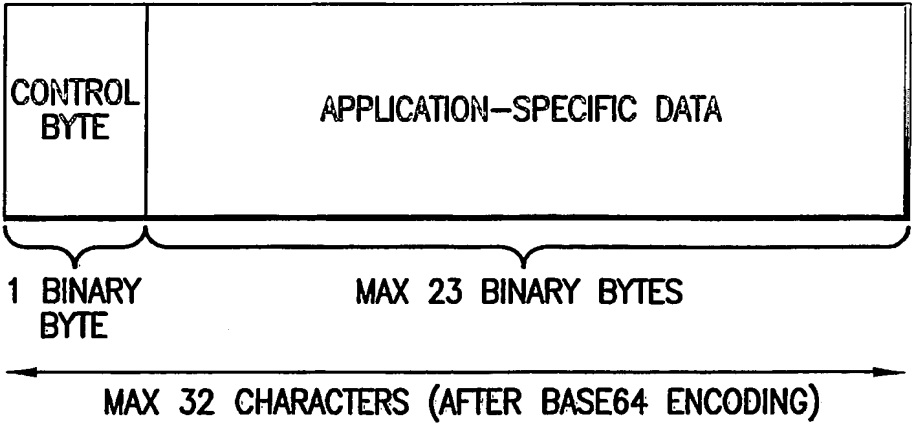 CONTROL
BYTE
APPLICATION-SPECIFIC DATA
1 BINARY
BYTE
MAX 23 BINARY BYTES
MAX 32 CHARACTERS (AFTER BASE64 ENCODING)